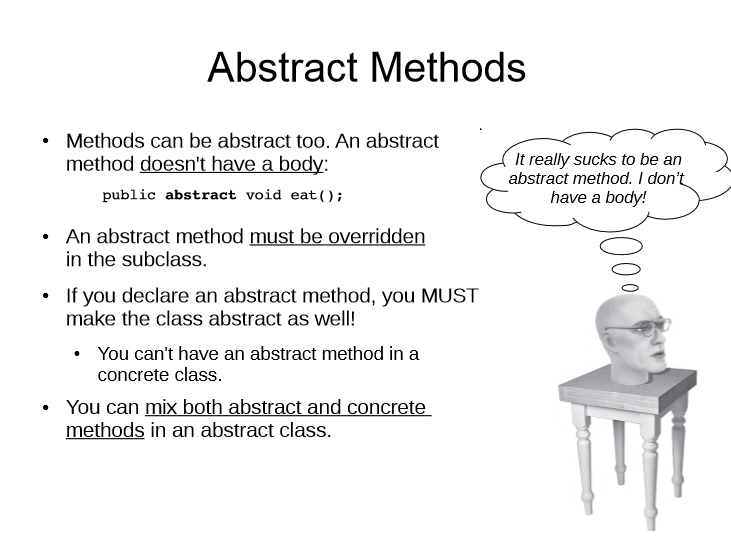 Abstract Methods
• Methods can be abstract too. An abstract
method doesn't have a body:
public abstract void eat();
• An abstract method must be overridden
in the subclass.
• If you declare an abstract method, you MUST
make the class abstract as well!
• You can't have an abstract method in a
concrete class.
• You can mix both abstract and concrete
methods in an abstract class.
It really sucks to be an
abstract method. I don’t
have a body!